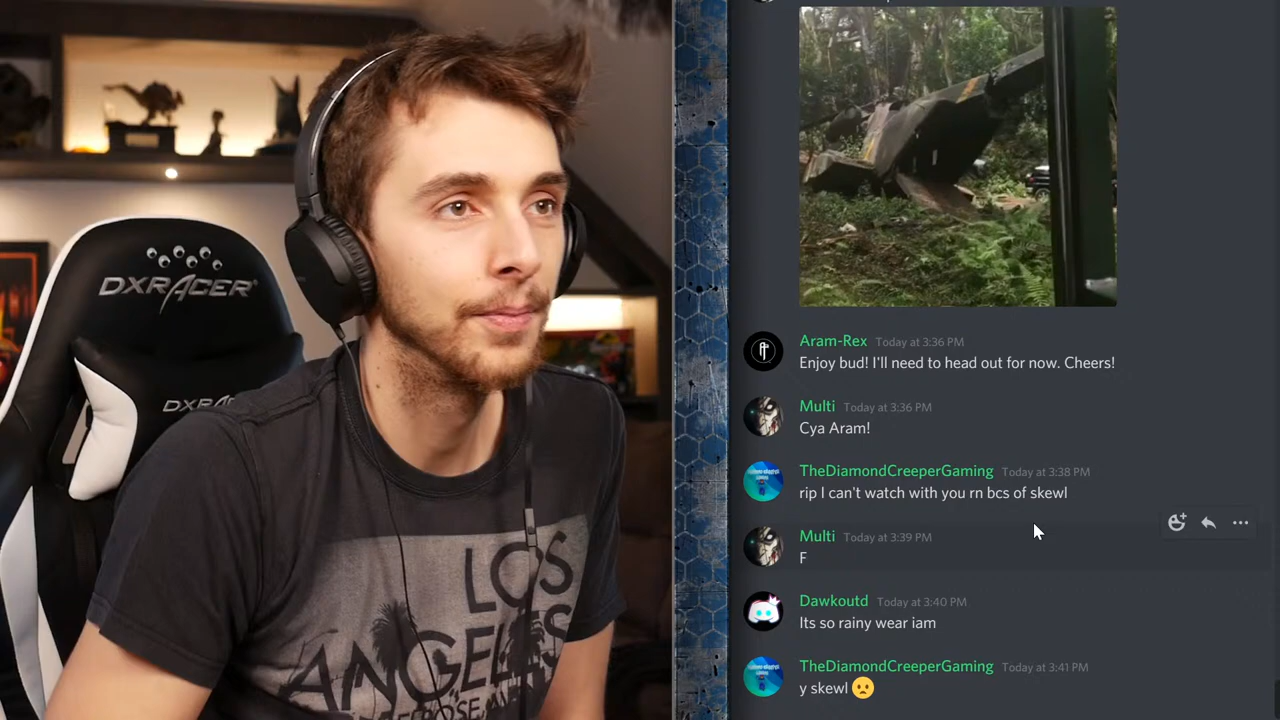 DXRACER
DXRA
LOS
ANGELES
Aram-Rex Today at 3:36 PM
Enjoy bud! I'll need to head out for now. Cheers!
Multi Today at 3:36 PM
Cya Aram!
TheDiamondCreeperGaming Today at 3:38 PM
rip I can't watch with you rn bcs of skewl
Multi Today at 3:39 PM
F
Dawkoutd Today at 3:40 PM
Its so rainy wear iam
TheDiamondCreeperGaming Today at 3:41 PM
y skewl 😦